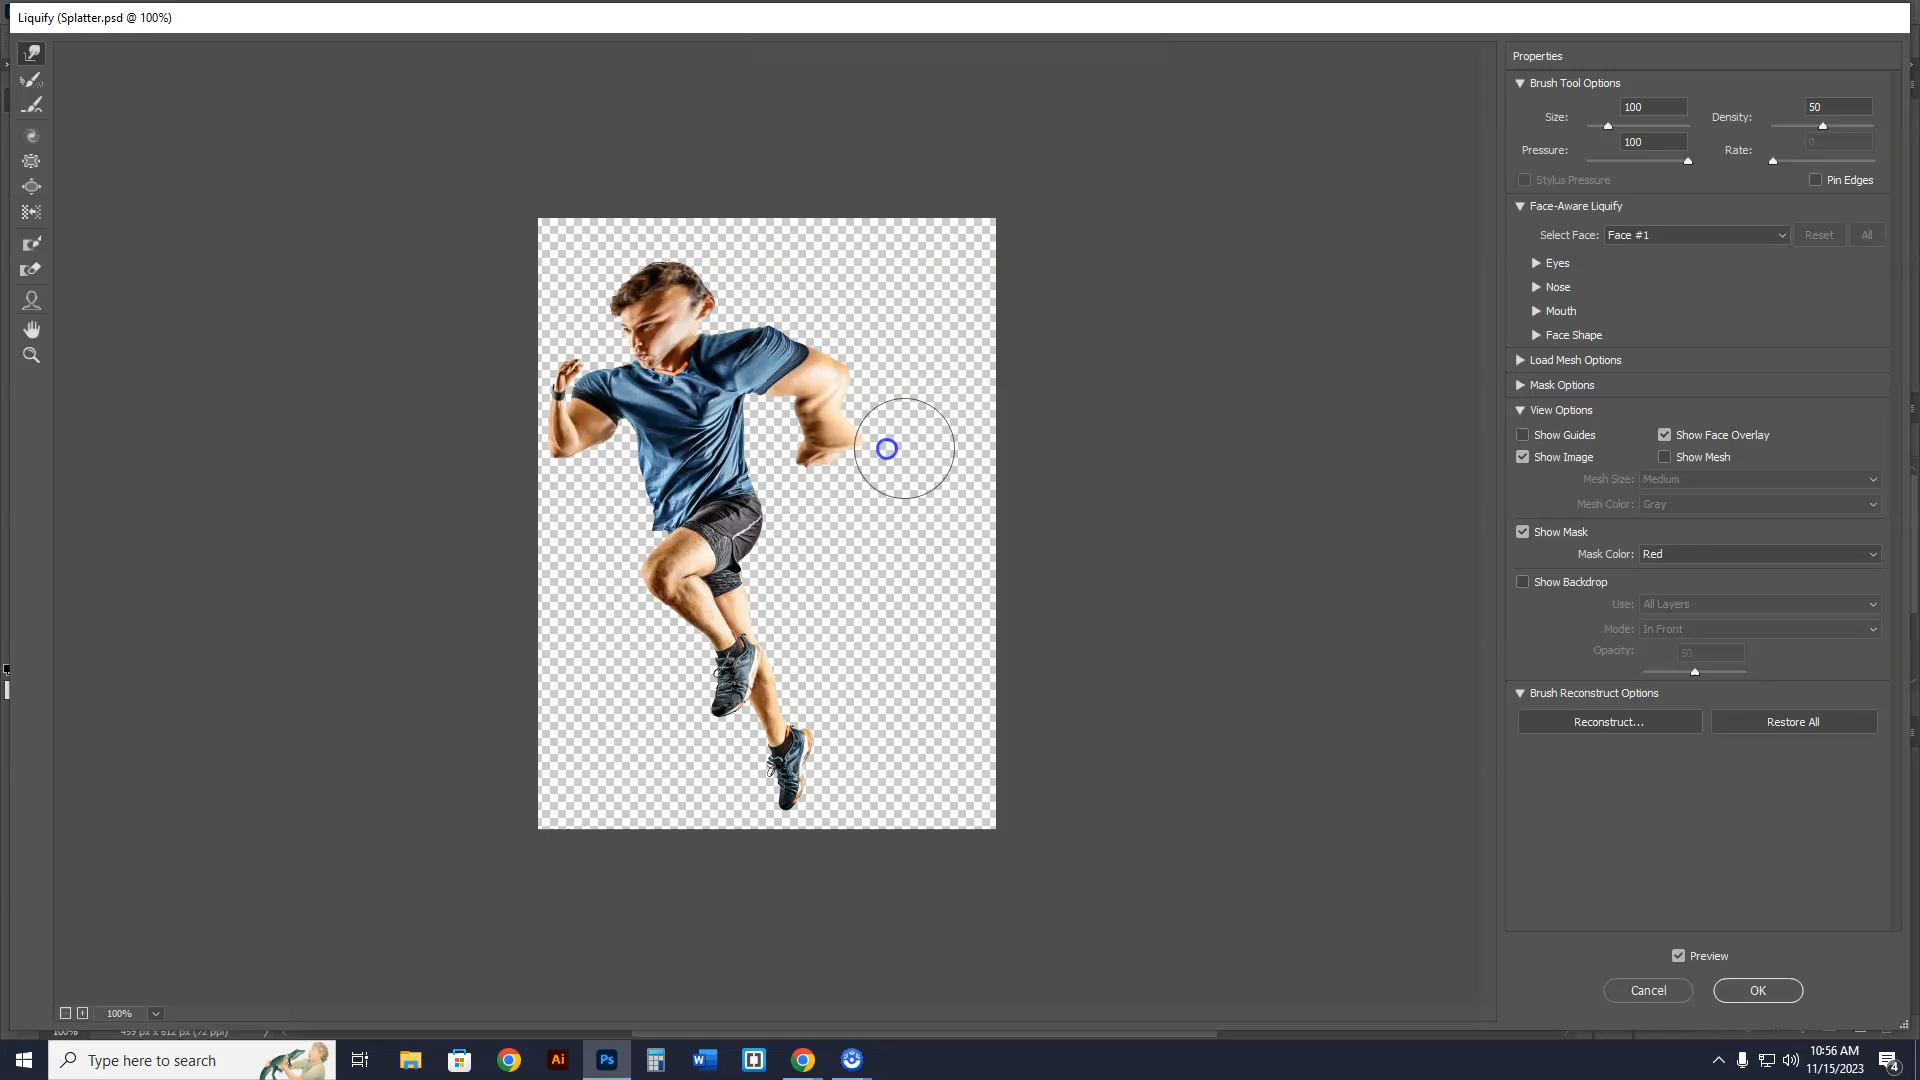 Liquify (Splatter.psd @ 100%)
Properties
Brush Tool Options
Size: 100 Density: 50
Pressure: 100 Rate: 0
Stylus Pressure Pin Edges
Face-Aware Liquify
Select Face: Face #1 Reset All
Eyes
Nose
Mouth
Face Shape
Load Mesh Options
Mask Options
View Options
Show Guides Show Face Overlay
Show Image Show Mesh
Mesh Size: Medium
Mesh Color: Gray
Show Mask
Mask Color: Red
Show Backdrop
Use: All Layers
Mode: In Front
Opacity: 50
Brush Reconstruct Options
Reconstruct... Restore All
Preview
Cancel OK
100%
100% 459 px x 612 px (72 ppi)
Type here to search
Ai Ps W
10:56 AM
11/15/2023
4